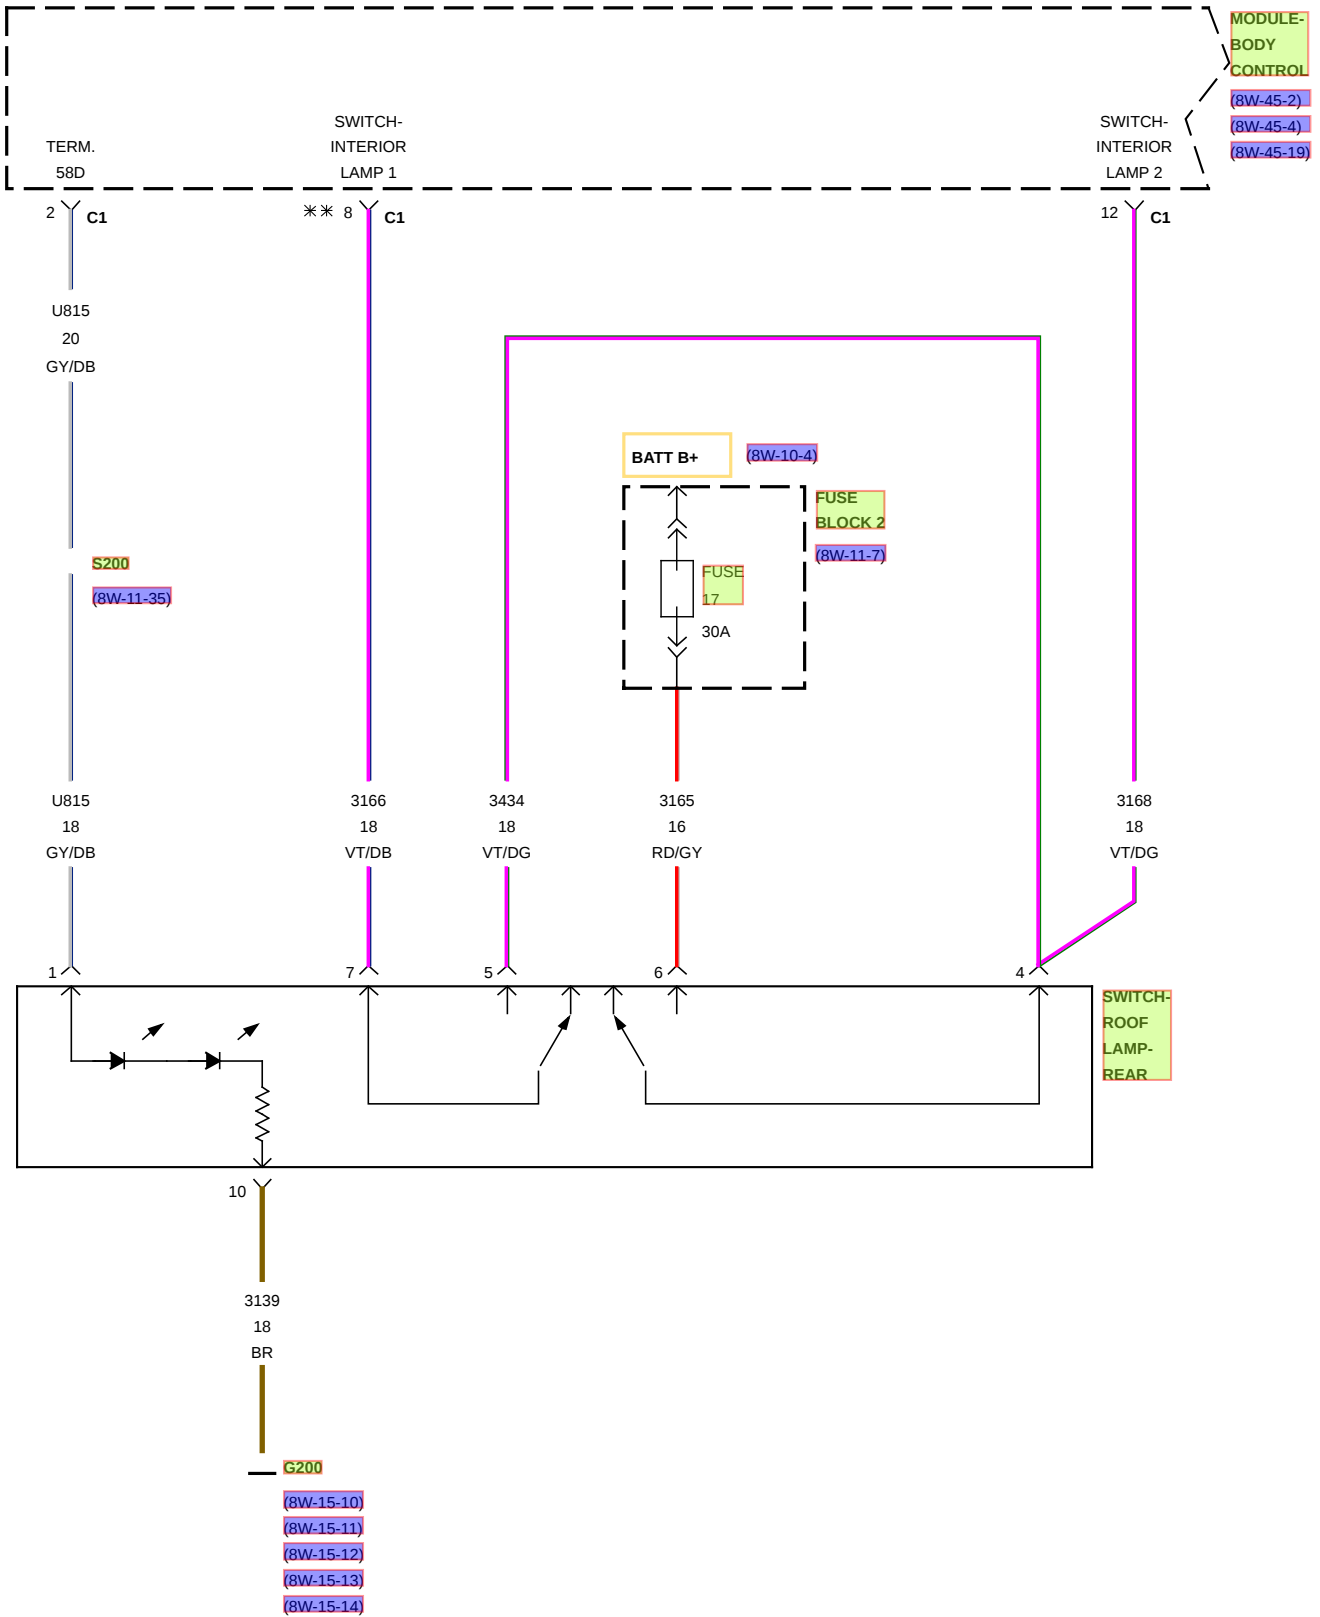 MODULE-
BODY
CONTROL
(8W-45-2)
(8W-45-4)
(8W-45-19)
TERM.
58D
SWITCH-
INTERIOR
LAMP 1
SWITCH-
INTERIOR
LAMP 2
2 C1
** 8 C1
12 C1
U815
20
GY/DB
BATT B+ (8W-10-4)
FUSE
BLOCK 2
(8W-11-7)
FUSE
17
30A
S200
(8W-11-35)
U815
18
GY/DB
3166
18
VT/DB
3434
18
VT/DG
3165
16
RD/GY
3168
18
VT/DG
1 7 5 6 4
SWITCH-
ROOF
LAMP-
REAR
10
3139
18
BR
G200
(8W-15-10)
(8W-15-11)
(8W-15-12)
(8W-15-13)
(8W-15-14)